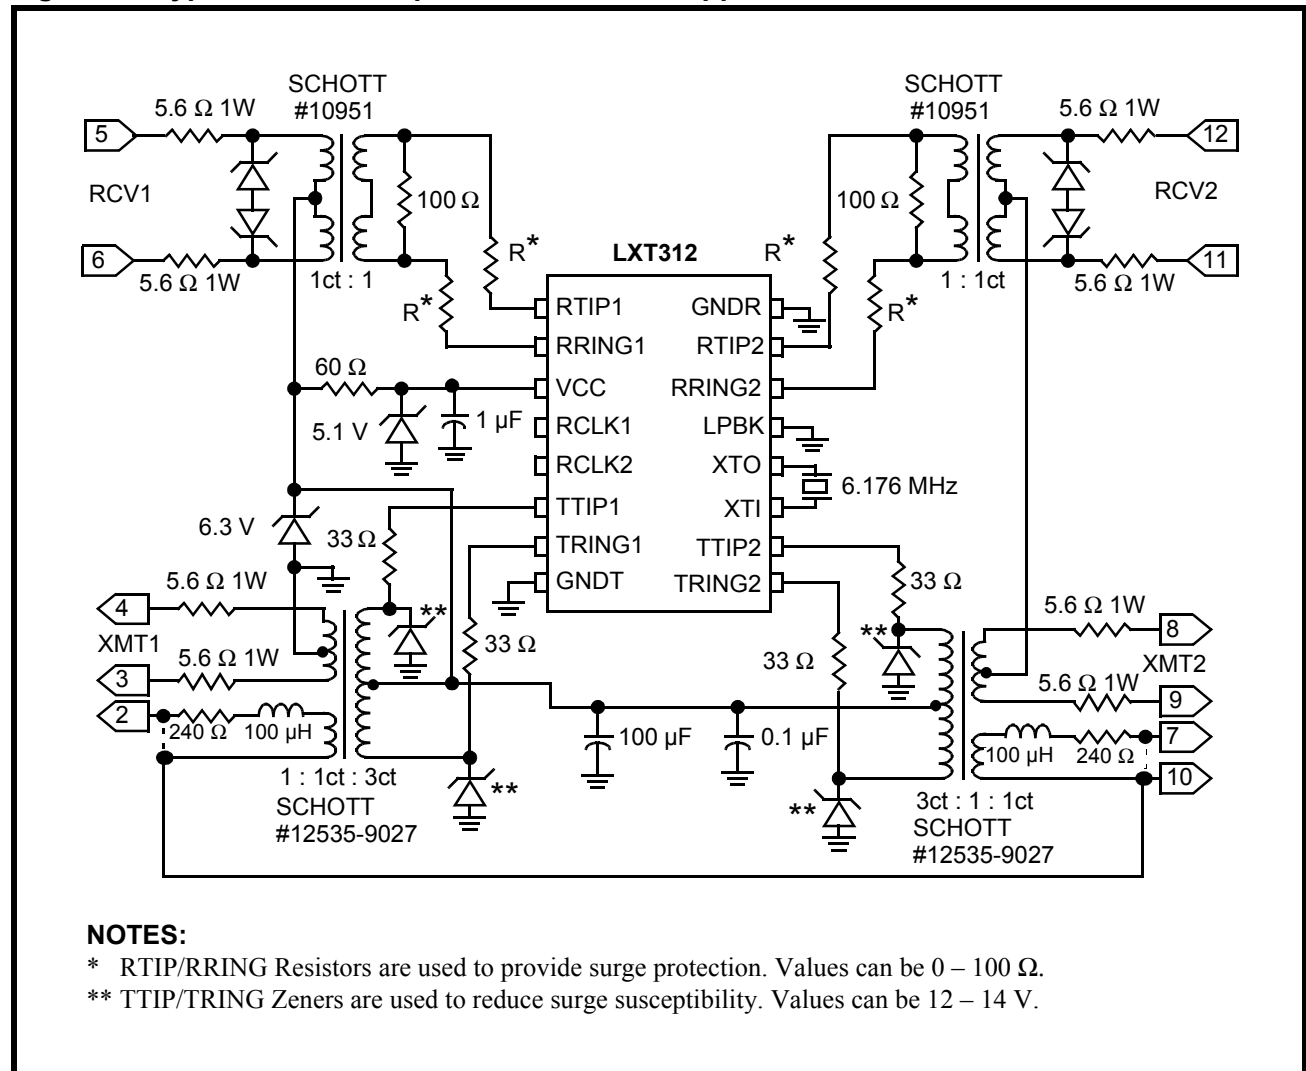 SCHOTT
#10951
5.6 Ω 1W
5
RCV1
100 Ω
6
5.6 Ω 1W
1ct : 1
R*
R*
SCHOTT
#10951
5.6 Ω 1W
12
RCV2
100 Ω
11
5.6 Ω 1W
1 : 1ct
R*
R*
LXT312
RTIP1
RRING1
VCC
RCLK1
RCLK2
TTIP1
TRING1
GNDT
GNDR
RTIP2
RRING2
LPBK
XTO
XTI
TTIP2
TRING2
60 Ω
5.1 V
1 µF
6.176 MHz
6.3 V
33 Ω
5.6 Ω 1W
4
XMT1
**
5.6 Ω 1W
3
2
240 Ω
100 µH
33 Ω
**
1 : 1ct : 3ct
SCHOTT
#12535-9027
100 µF
0.1 µF
33 Ω
33 Ω
**
**
5.6 Ω 1W
8
XMT2
5.6 Ω 1W
9
7
100 µH
240 Ω
10
3ct : 1 : 1ct
SCHOTT
#12535-9027
NOTES:
* RTIP/RRING Resistors are used to provide surge protection. Values can be 0 – 100 Ω.
** TTIP/TRING Zeners are used to reduce surge susceptibility. Values can be 12 – 14 V.